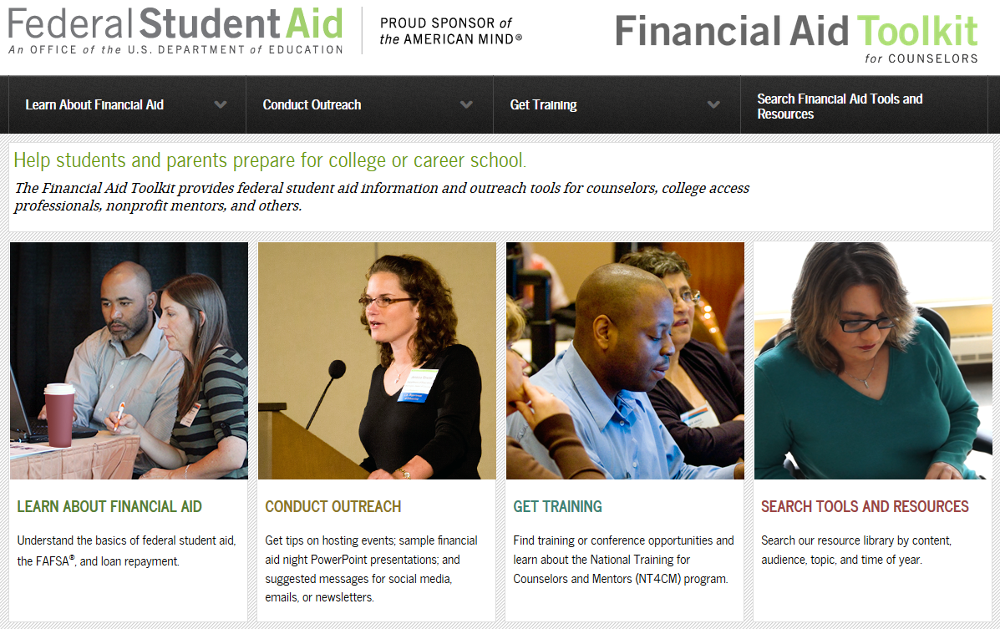 Federal Student Aid
An OFFICE of the U.S. DEPARTMENT of EDUCATION
PROUD SPONSOR of
the AMERICAN MIND®
Financial Aid Toolkit
for COUNSELORS
Learn About Financial Aid
Conduct Outreach
Get Training
Search Financial Aid Tools and
Resources
Help students and parents prepare for college or career school.
The Financial Aid Toolkit provides federal student aid information and outreach tools for counselors, college access
professionals, nonprofit mentors, and others.
LEARN ABOUT FINANCIAL AID
Understand the basics of federal student aid,
the FAFSA®, and loan repayment.
CONDUCT OUTREACH
Get tips on hosting events; sample financial
aid night PowerPoint presentations; and
suggested messages for social media,
emails, or newsletters.
GET TRAINING
Find training or conference opportunities and
learn about the National Training for
Counselors and Mentors (NT4CM) program.
SEARCH TOOLS AND RESOURCES
Search our resource library by content,
audience, topic, and time of year.